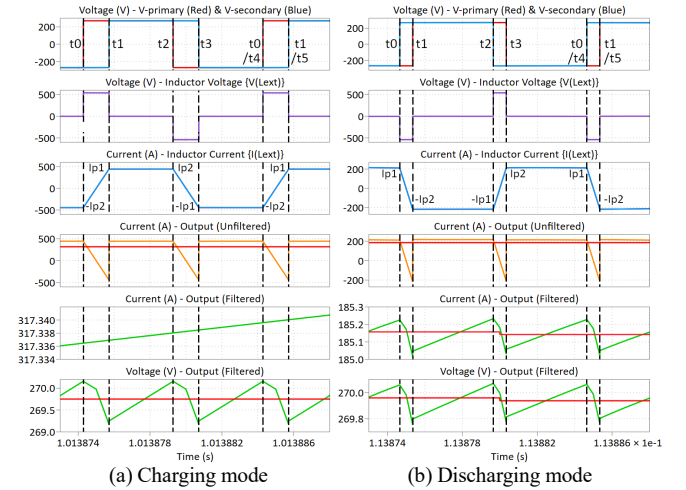 Voltage (V) - V-primary (Red) & V-secondary (Blue)
200
0
-200
t0 t1 t2 t3 t0 t1
/t4 /t5
Voltage (V) - Inductor Voltage {V(Lext)}
500
0
-500
Current (A) - Inductor Current {I(Lext)}
500
0
-500
Ip1 Ip2 Ip1
-Ip2 -Ip1 -Ip2
Current (A) - Output (Unfiltered)
500
0
-500
Current (A) - Output (Filtered)
317.340
317.338
317.336
317.334
Voltage (V) - Output (Filtered)
270.0
269.5
269.0
1.013874 1.013878 1.013882 1.013886
Time (s)
(a) Charging mode
Voltage (V) - V-primary (Red) & V-secondary (Blue)
200
0
-200
t0 t1 t2 t3 t0 t1
/t4 /t5
Voltage (V) - Inductor Voltage {V(Lext)}
500
0
-500
Current (A) - Inductor Current {I(Lext)}
200
0
-200
Ip1 Ip2 Ip1
-Ip2 -Ip1 -Ip2
Current (A) - Output (Unfiltered)
200
0
-200
Current (A) - Output (Filtered)
185.3
185.2
185.1
185.0
Voltage (V) - Output (Filtered)
270.0
269.8
1.13874 1.13878 1.13882 1.13886 × 1e-1
Time (s)
(b) Discharging mode